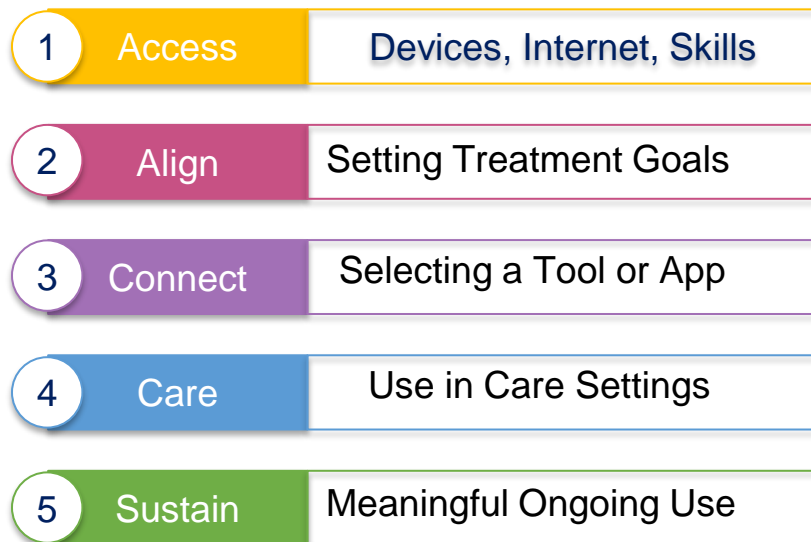 1 Access Devices, Internet, Skills
2 Align Setting Treatment Goals
3 Connect Selecting a Tool or App
4 Care Use in Care Settings
5 Sustain Meaningful Ongoing Use